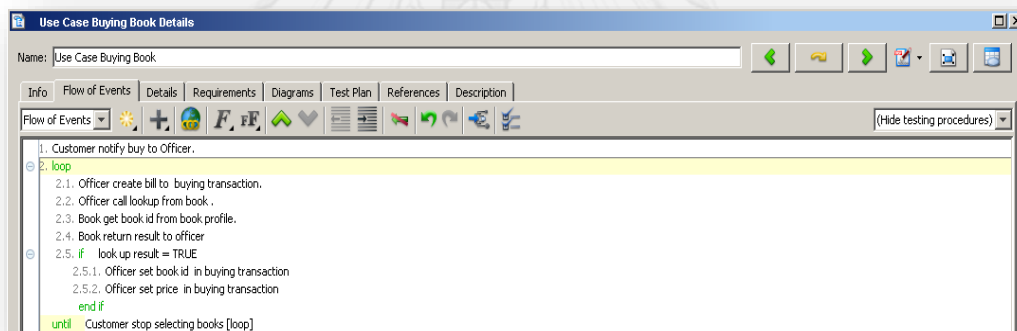 Use Case Buying Book Details
Name: Use Case Buying Book
Info Flow of Events Details Requirements Diagrams Test Plan References Description
Flow of Events F, FF, (Hide testing procedures)
1. Customer notify buy to Officer.
2. loop
2.1. Officer create bill to buying transaction.
2.2. Officer call lookup from book .
2.3. Book get book id from book profile.
2.4. Book return result to officer
2.5. if look up result = TRUE
2.5.1. Officer set book id in buying transaction
2.5.2. Officer set price in buying transaction
end if
until Customer stop selecting books [loop]